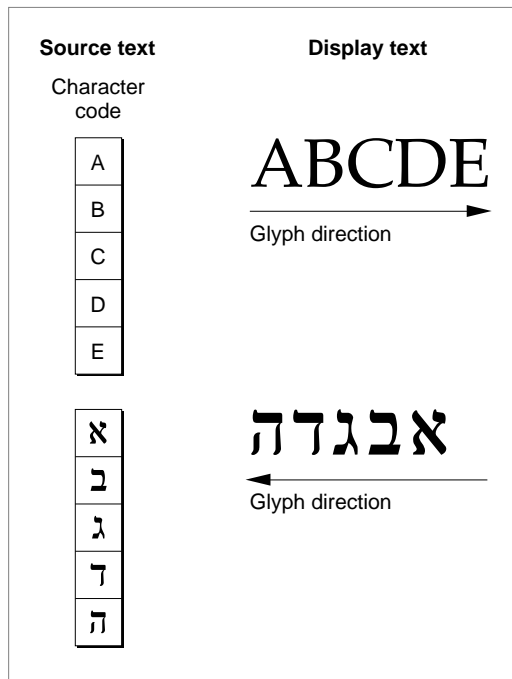 Source text
Display text
Character
code
A
B
C
D
E
ABCDE
Glyph direction
א
ב
ג
ד
ה
אבגדה
Glyph direction